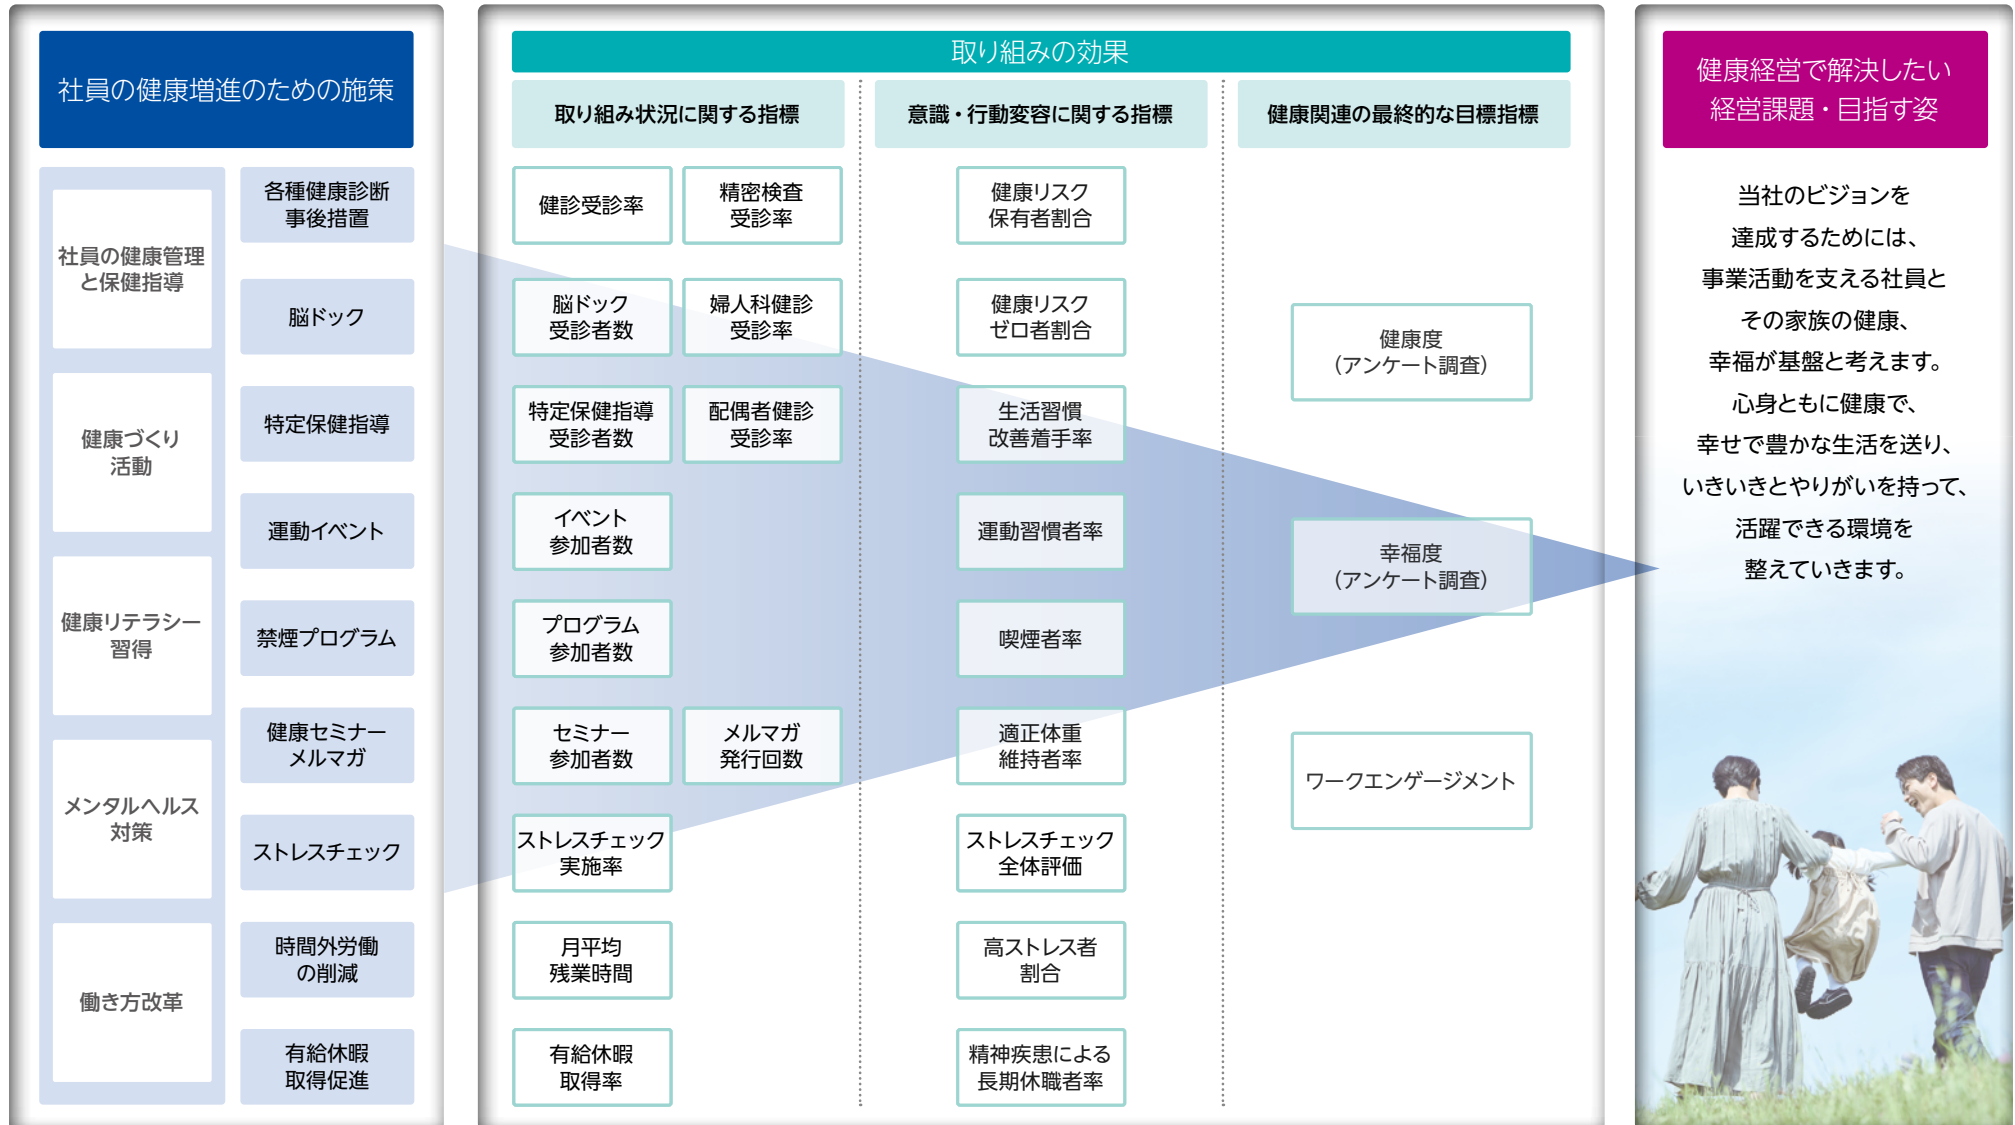 社員の健康増進のための施策
社員の健康管理
と保健指導
健康づくり
活動
健康リテラシー
習得
メンタルヘルス
対策
働き方改革
各種健康診断
事後措置
脳ドック
特定保健指導
運動イベント
禁煙プログラム
健康セミナー
メルマガ
ストレスチェック
時間外労働
の削減
有給休暇
取得促進
取り組みの効果
取り組み状況に関する指標
健診受診率
精密検査
受診率
脳ドック
受診者数
婦人科健診
受診率
特定保健指導
受診者数
配偶者健診
受診率
イベント
参加者数
プログラム
参加者数
セミナー
参加者数
メルマガ
発行回数
ストレスチェック
実施率
月平均
残業時間
有給休暇
取得率
意識・行動変容に関する指標
健康リスク
保有者割合
健康リスク
ゼロ者割合
生活習慣
改善着手率
運動習慣者率
喫煙者率
適正体重
維持者率
ストレスチェック
全体評価
高ストレス者
割合
精神疾患による
長期休職者率
健康関連の最終的な目標指標
健康度
（アンケート調査）
幸福度
（アンケート調査）
ワークエンゲージメント
健康経営で解決したい
経営課題・目指す姿
当社のビジョンを
達成するためには、
事業活動を支える社員と
その家族の健康、
幸福が基盤と考えます。
心身ともに健康で、
幸せで豊かな生活を送り、
いきいきとやりがいを持って、
活躍できる環境を
整えていきます。